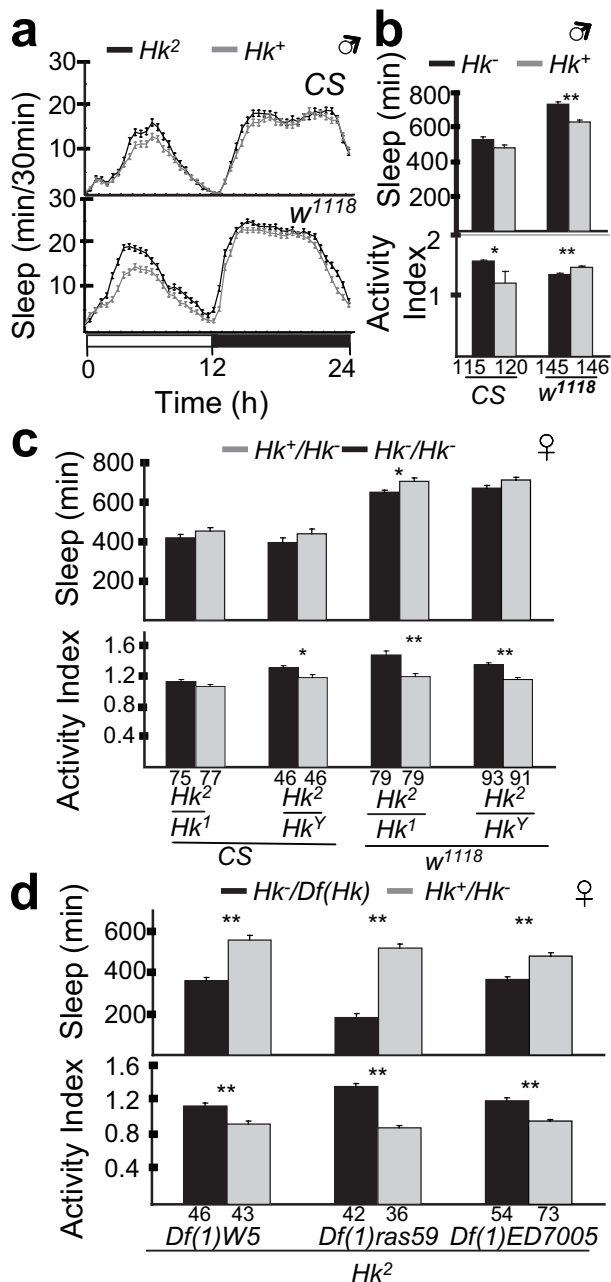 a
Hk² Hk⁺ ♂
30
20
10
CS
30
20
10
w¹¹¹⁸
Sleep (min/30min)
0 12 24
Time (h)
b
♂
Hk⁻ Hk⁺
Sleep (min)
800
600
400
200
**
Activity Index
2
1
* **
115 120 145 146
CS w¹¹¹⁸
c
Hk⁺/Hk⁻ Hk⁻/Hk⁻ ♀
Sleep (min)
800
600
400
200
*
Activity Index
1.6
1.2
0.8
0.4
* ** **
75 77 46 46 79 79 93 91
Hk² Hk² Hk² Hk²
Hk¹ Hkʸ Hk¹ Hkʸ
CS w¹¹¹⁸
d
Hk⁻/Df(Hk) Hk⁺/Hk⁻ ♀
Sleep (min)
600
400
200
** ** **
Activity Index
1.6
1.2
0.8
0.4
** ** **
46 43 42 36 54 73
Df(1)W5 Df(1)ras59 Df(1)ED7005
Hk²